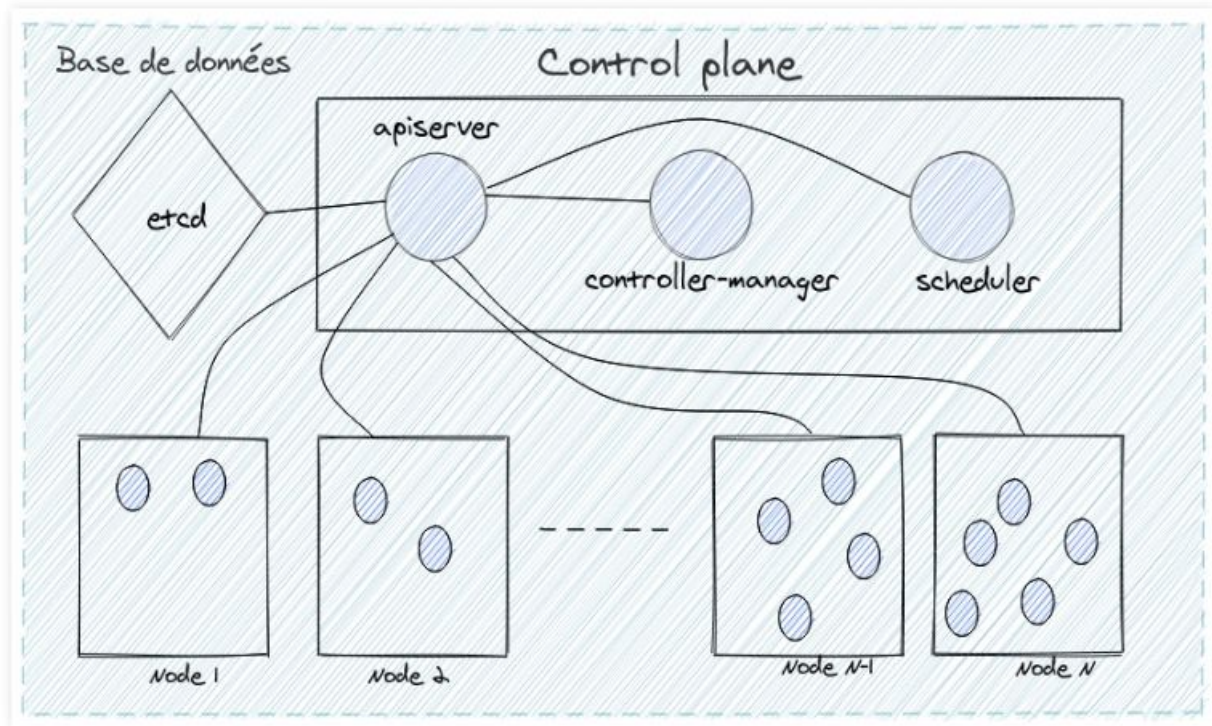 Base de données
Control plane
apiserver
etcd
controller-manager
scheduler
Node 1
Node 2
Node N-1
Node N